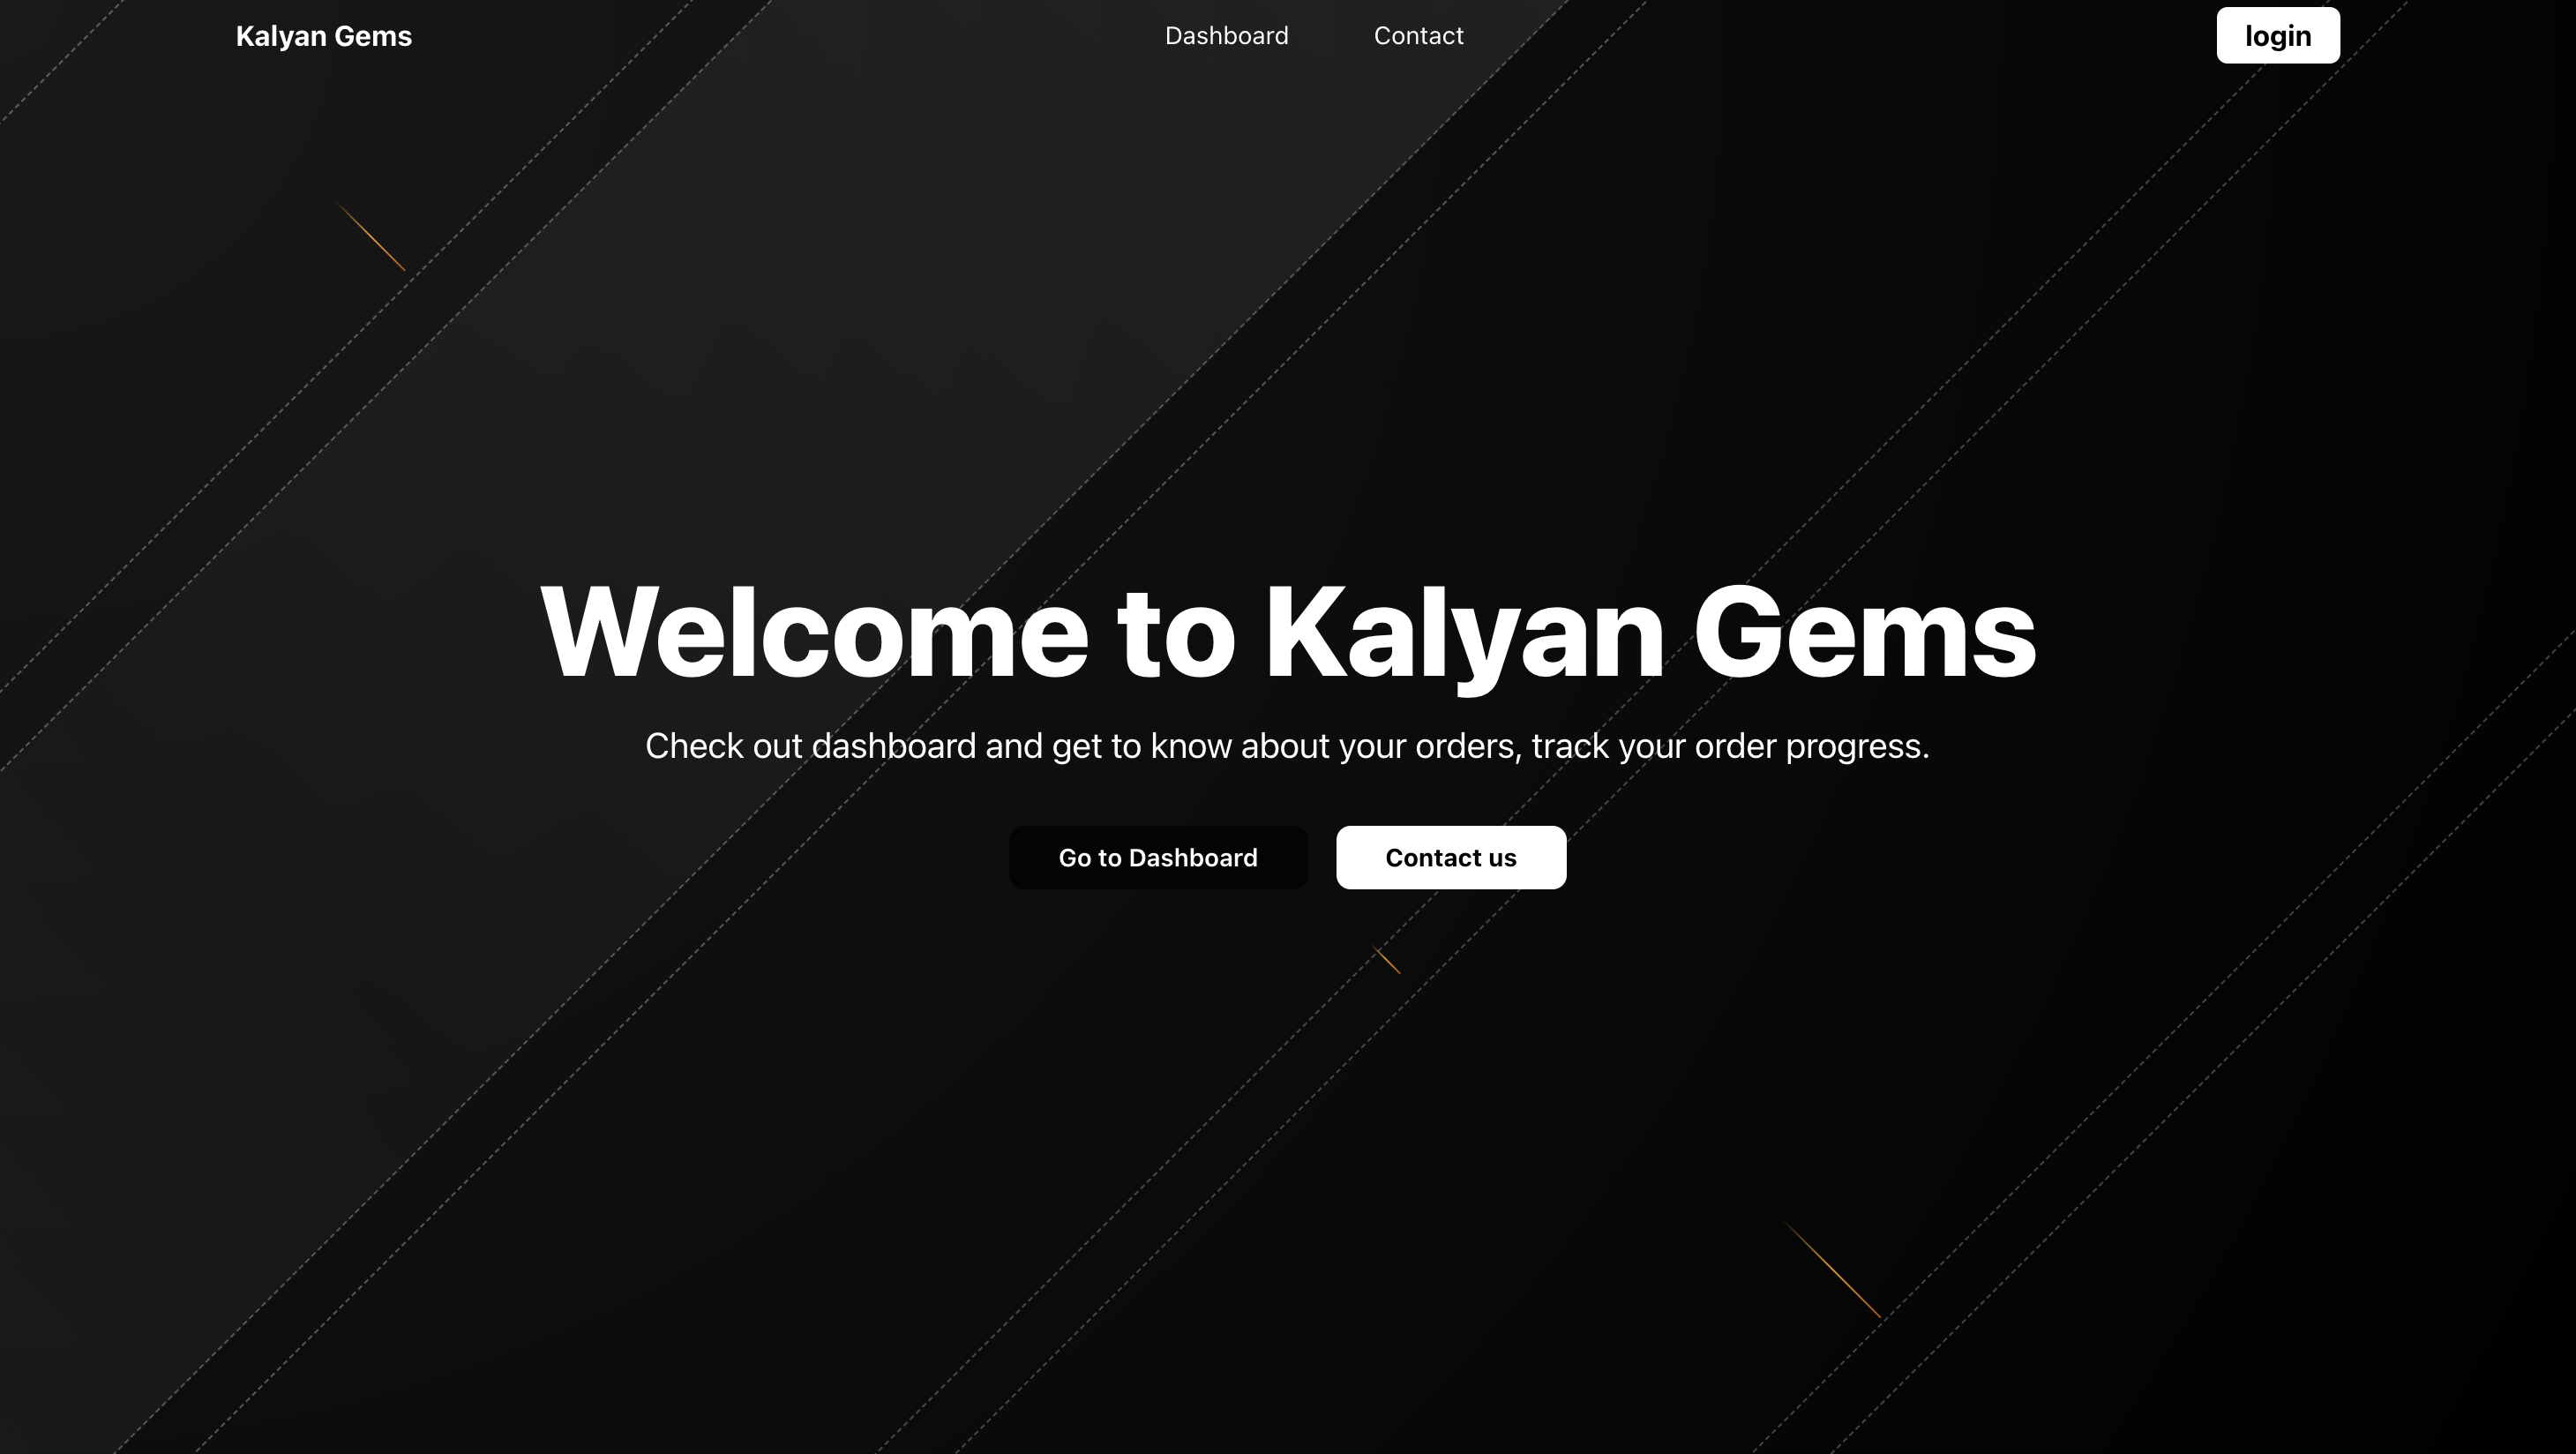 Kalyan Gems Dashboard Contact login
Welcome to Kalyan Gems
Check out dashboard and get to know about your orders, track your order progress.
Go to Dashboard Contact us